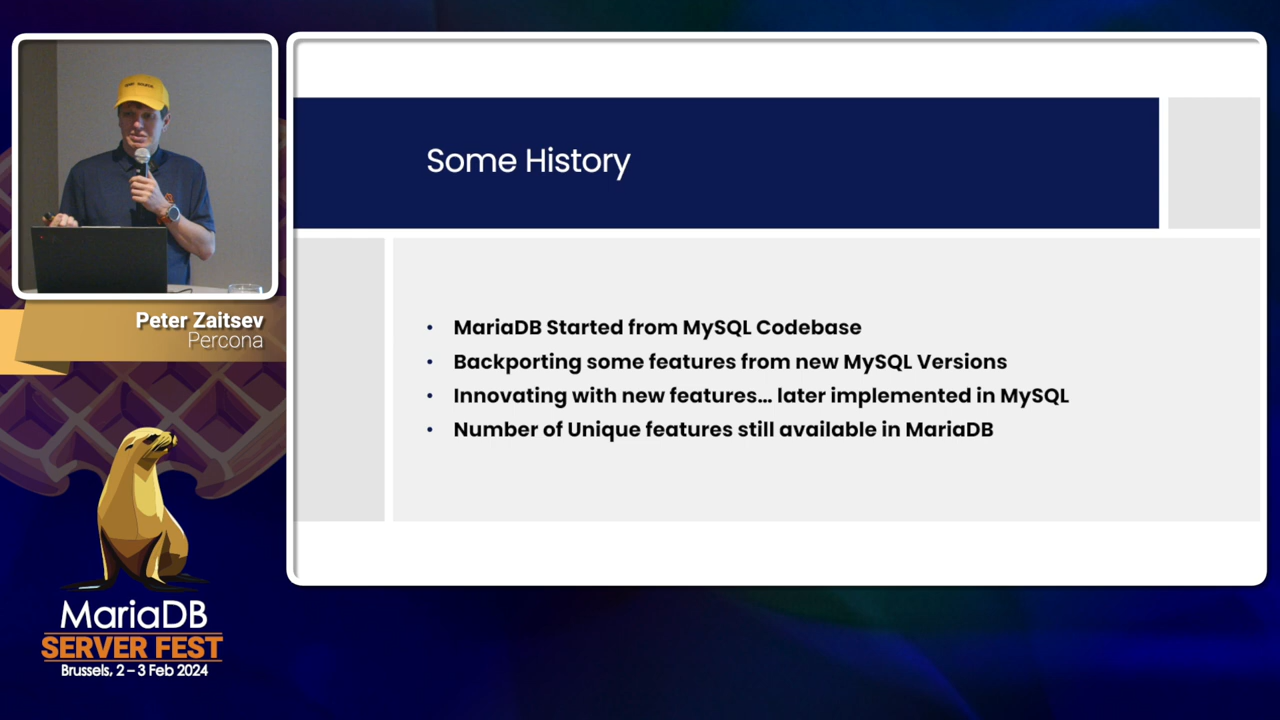 Some History
• MariaDB Started from MySQL Codebase
• Backporting some features from new MySQL Versions
• Innovating with new features... later implemented in MySQL
• Number of Unique features still available in MariaDB
Peter Zaitsev
Percona
MariaDB
SERVER FEST
Brussels, 2 – 3 Feb 2024